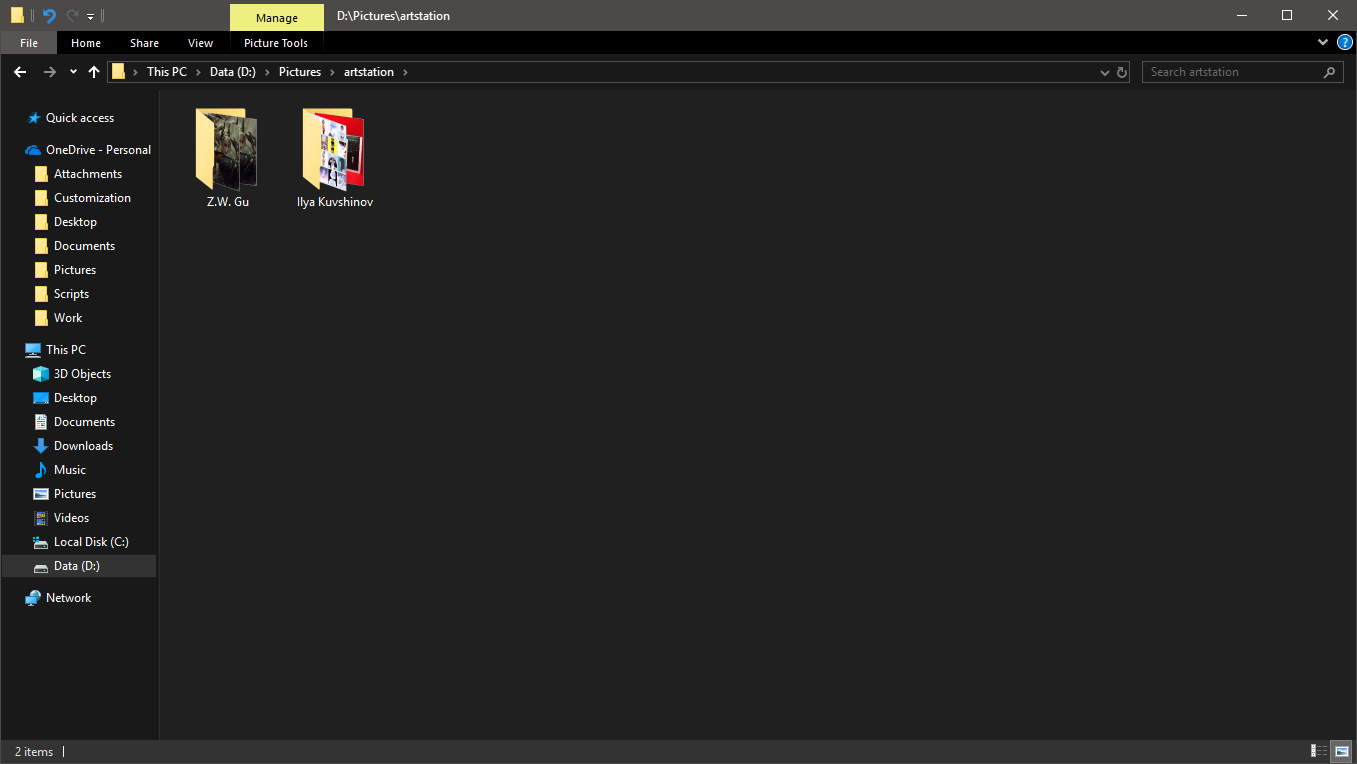 Manage
D:\Pictures\artstation
File
Home
Share
View
Picture Tools
?
This PC
Data (D:)
Pictures
artstation
Search artstation
Quick access
OneDrive - Personal
Attachments
Customization
Desktop
Documents
Pictures
Scripts
Work
This PC
3D Objects
Desktop
Documents
Downloads
Music
Pictures
Videos
Local Disk (C:)
Data (D:)
Network
Z.W. Gu
Ilya Kuvshinov
2 items